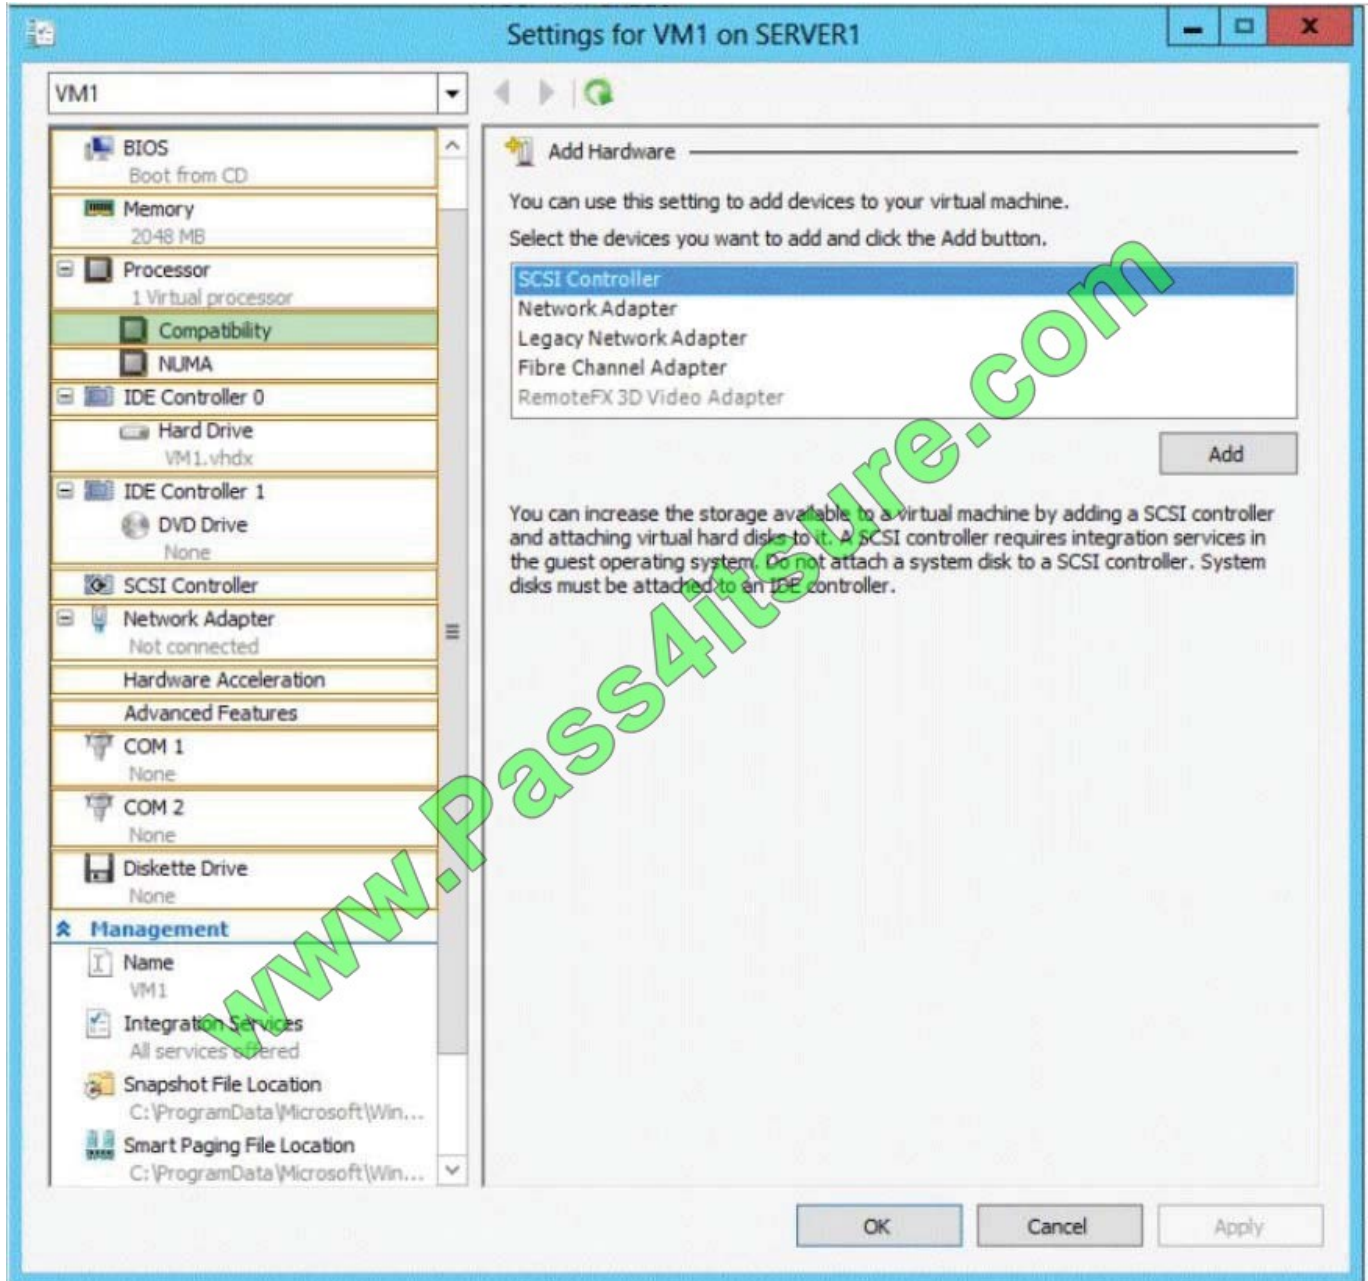 Settings for VM1 on SERVER1
VM1
BIOS
Boot from CD
Memory
2048 MB
Processor
1 Virtual processor
Compatibility
NUMA
IDE Controller 0
Hard Drive
VM1.vhdx
IDE Controller 1
DVD Drive
None
SCSI Controller
Network Adapter
Not connected
Hardware Acceleration
Advanced Features
COM 1
None
COM 2
None
Diskette Drive
None
Management
Name
VM1
Integration Services
All services offered
Snapshot File Location
C:\ProgramData\Microsoft\Win...
Smart Paging File Location
C:\ProgramData\Microsoft\Win...
Add Hardware
You can use this setting to add devices to your virtual machine.
Select the devices you want to add and click the Add button.
SCSI Controller
Network Adapter
Legacy Network Adapter
Fibre Channel Adapter
RemoteFX 3D Video Adapter
Add
You can increase the storage available to a virtual machine by adding a SCSI controller
and attaching virtual hard disks to it. A SCSI controller requires integration services in
the guest operating system. Do not attach a system disk to a SCSI controller. System
disks must be attached to an IDE controller.
OK
Cancel
Apply
www.Pass4itsure.com